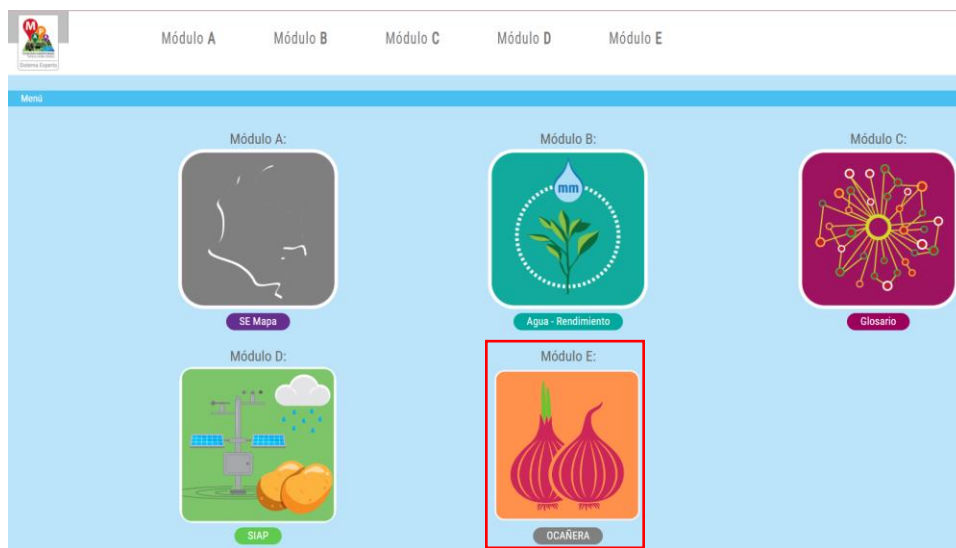 M
Sistema Experto
Módulo A
Módulo B
Módulo C
Módulo D
Módulo E
Menú
Módulo A:
Módulo B:
Módulo C:
mm
SE Mapa
Agua - Rendimiento
Glosario
Módulo D:
Módulo E:
SIAP
OCAÑERA